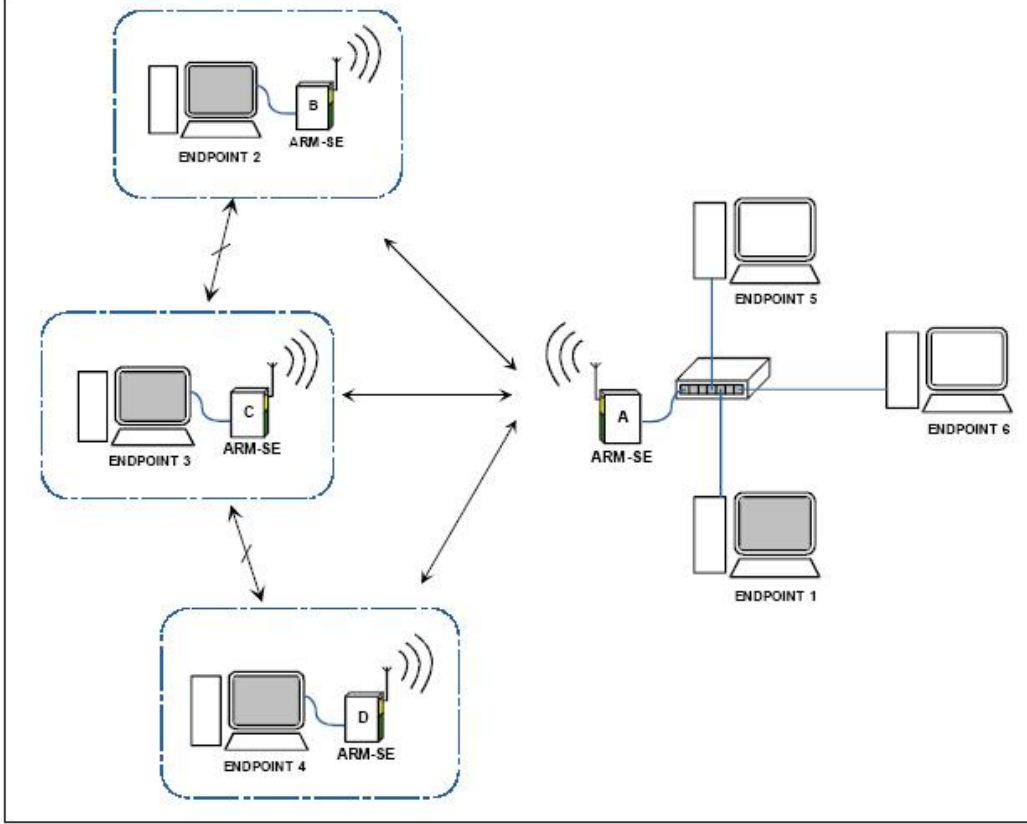 B
ARM-SE
ENDPOINT 2
ENDPOINT 5
C
ARM-SE
ENDPOINT 3
A
ARM-SE
ENDPOINT 6
ENDPOINT 1
D
ARM-SE
ENDPOINT 4